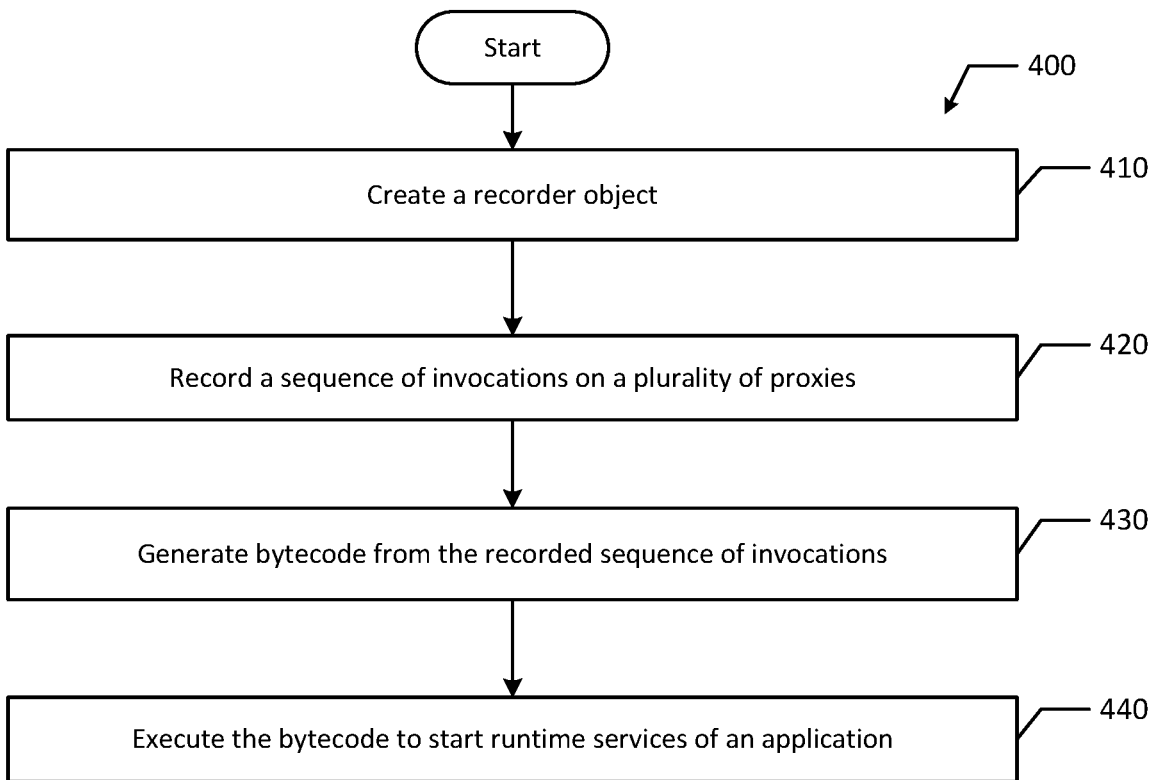 Start
400
Create a recorder object
410
Record a sequence of invocations on a plurality of proxies
420
Generate bytecode from the recorded sequence of invocations
430
Execute the bytecode to start runtime services of an application
440